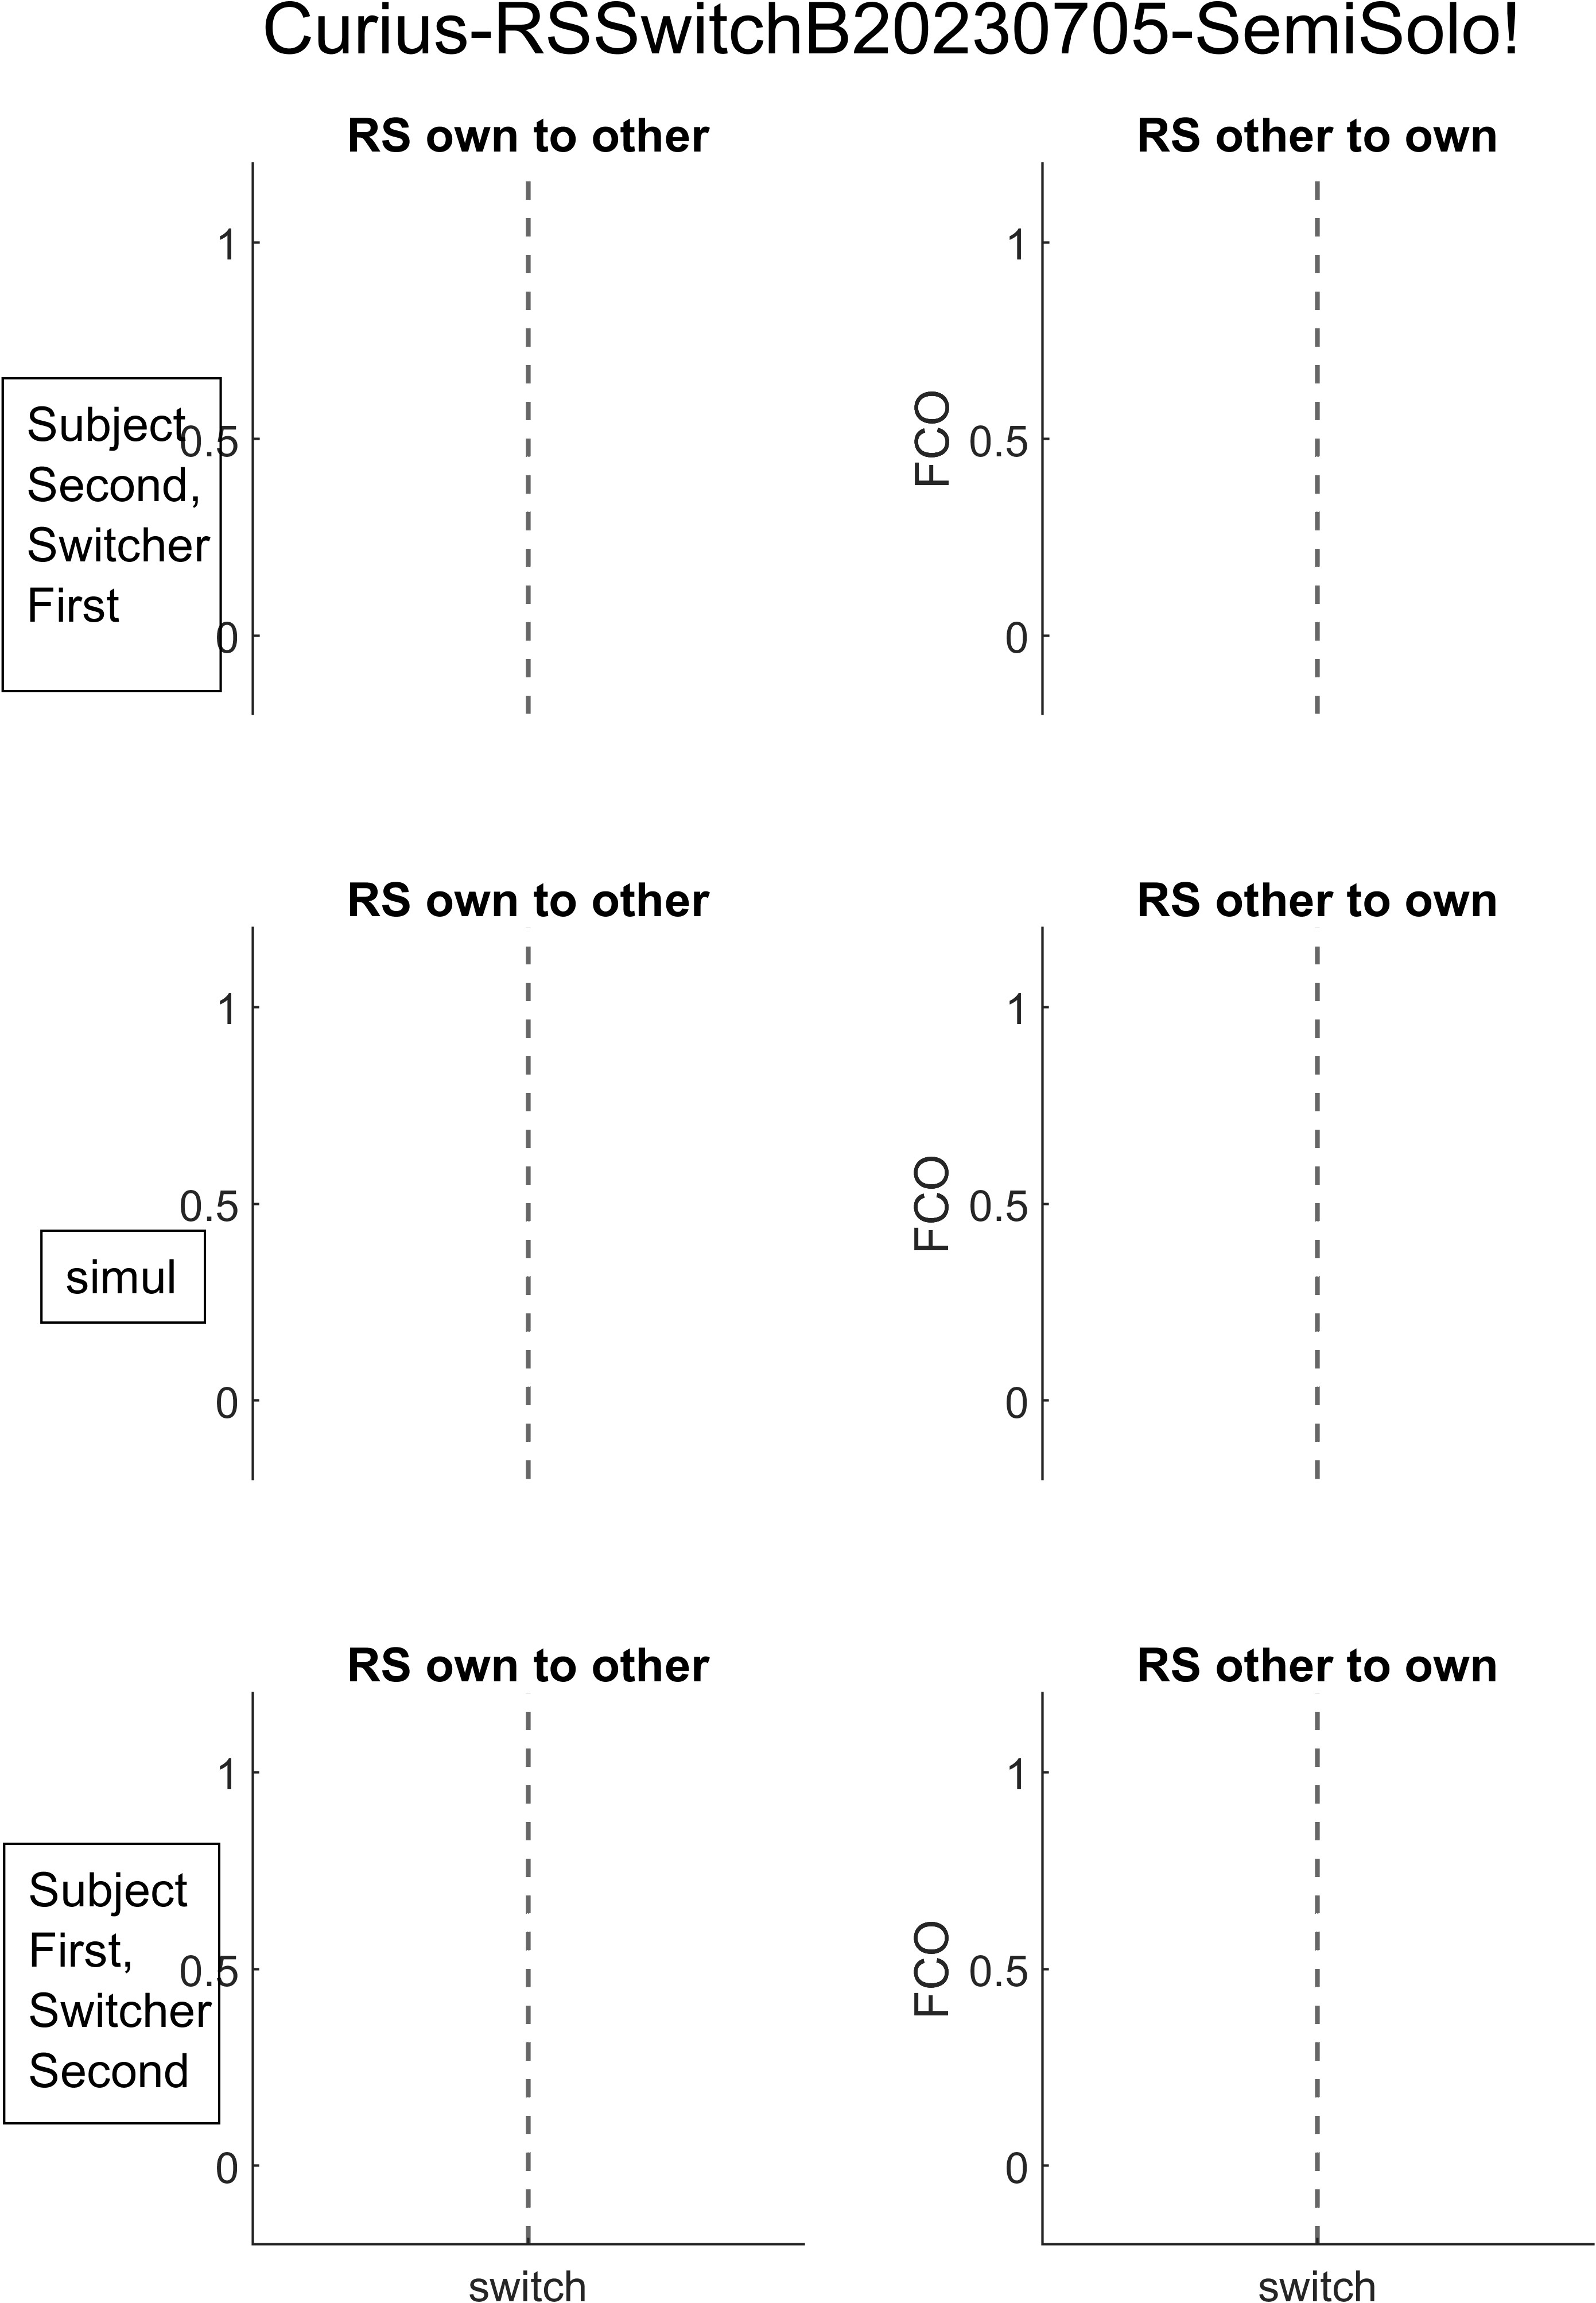 Curius-RSSwitchB20230705-SemiSolo!
RS own to other
RS other to own
1
0.5
0
Subject
Second,
Switcher
First
FCO
1
0.5
0
RS own to other
RS other to own
1
0.5
0
simul
FCO
1
0.5
0
RS own to other
RS other to own
1
0.5
0
Subject
First,
Switcher
Second
FCO
1
0.5
0
switch
switch